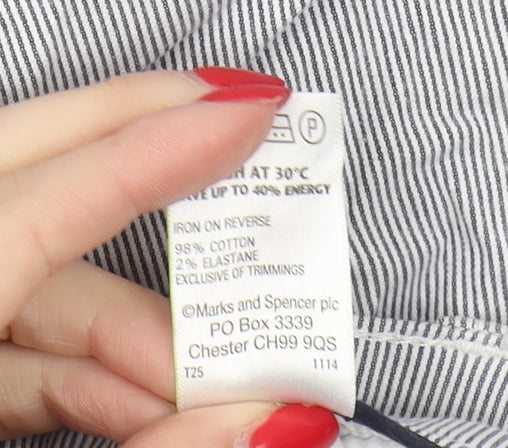 P
AT 30°C
UP TO 40% ENERGY
IRON ON REVERSE
98% COTTON
2% ELASTANE
EXCLUSIVE OF TRIMMINGS
©Marks and Spencer plc
PO Box 3339
Chester CH99 9QS
T25 1114